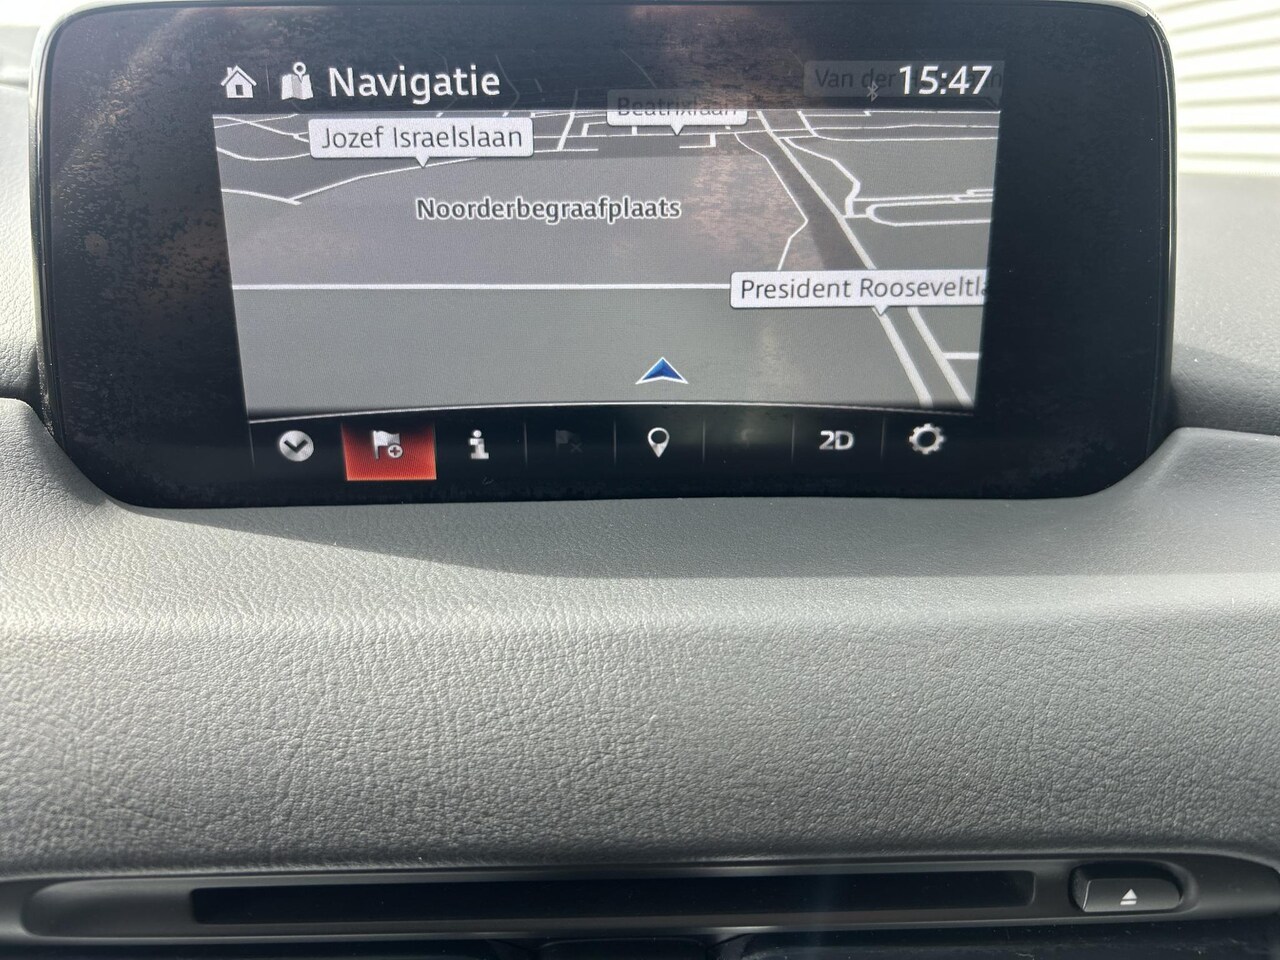 Navigatie
Van der
15:47
Beatrixlaan
Jozef Israelslaan
Noorderbegraafplaats
President Rooseveltla
2D